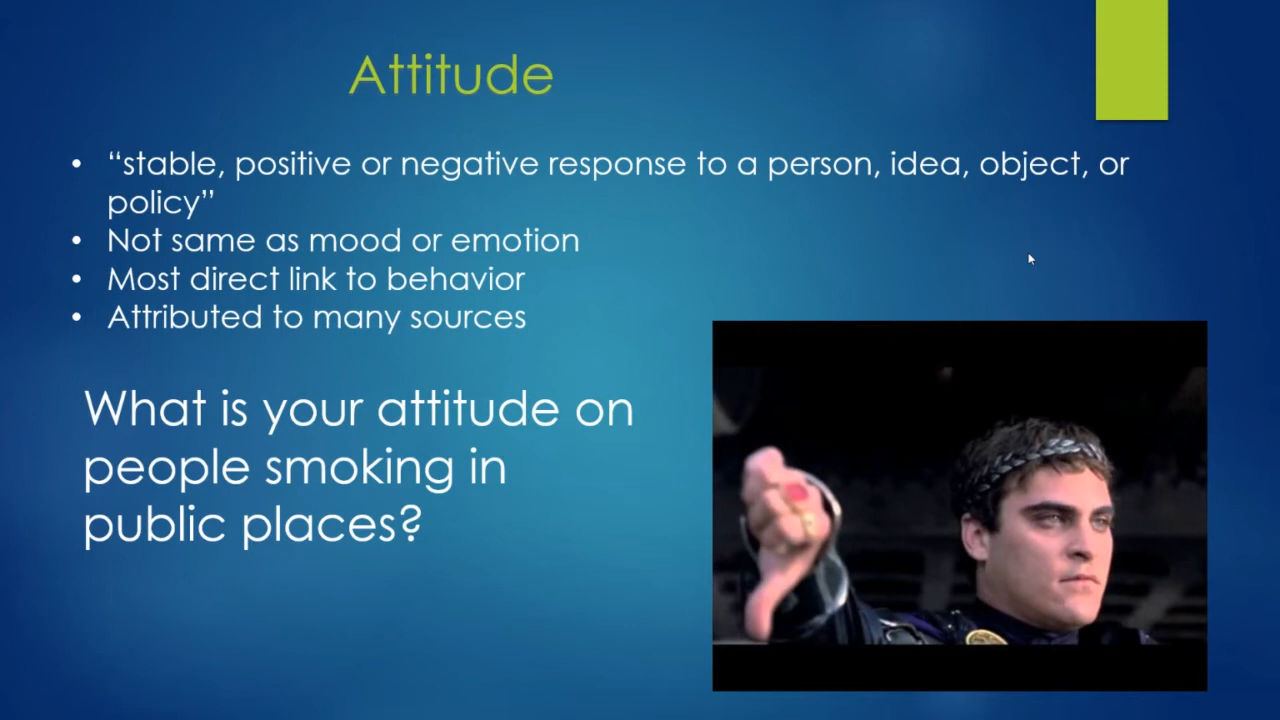 Attitude
• “stable, positive or negative response to a person, idea, object, or
policy”
• Not same as mood or emotion
• Most direct link to behavior
• Attributed to many sources
What is your attitude on
people smoking in
public places?